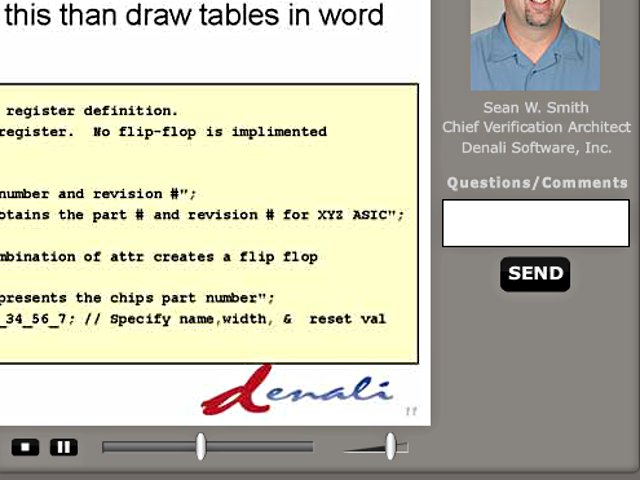 this than draw tables in word
register definition.
register. No flip-flop is implimented
number and revision #";
otains the part # and revision # for XYZ ASIC";
mbination of attr creates a flip flop
presents the chips part number";
_34_56_7; // Specify name,width, & reset val
denali
11
Sean W. Smith
Chief Verification Architect
Denali Software, Inc.
Questions/Comments
SEND